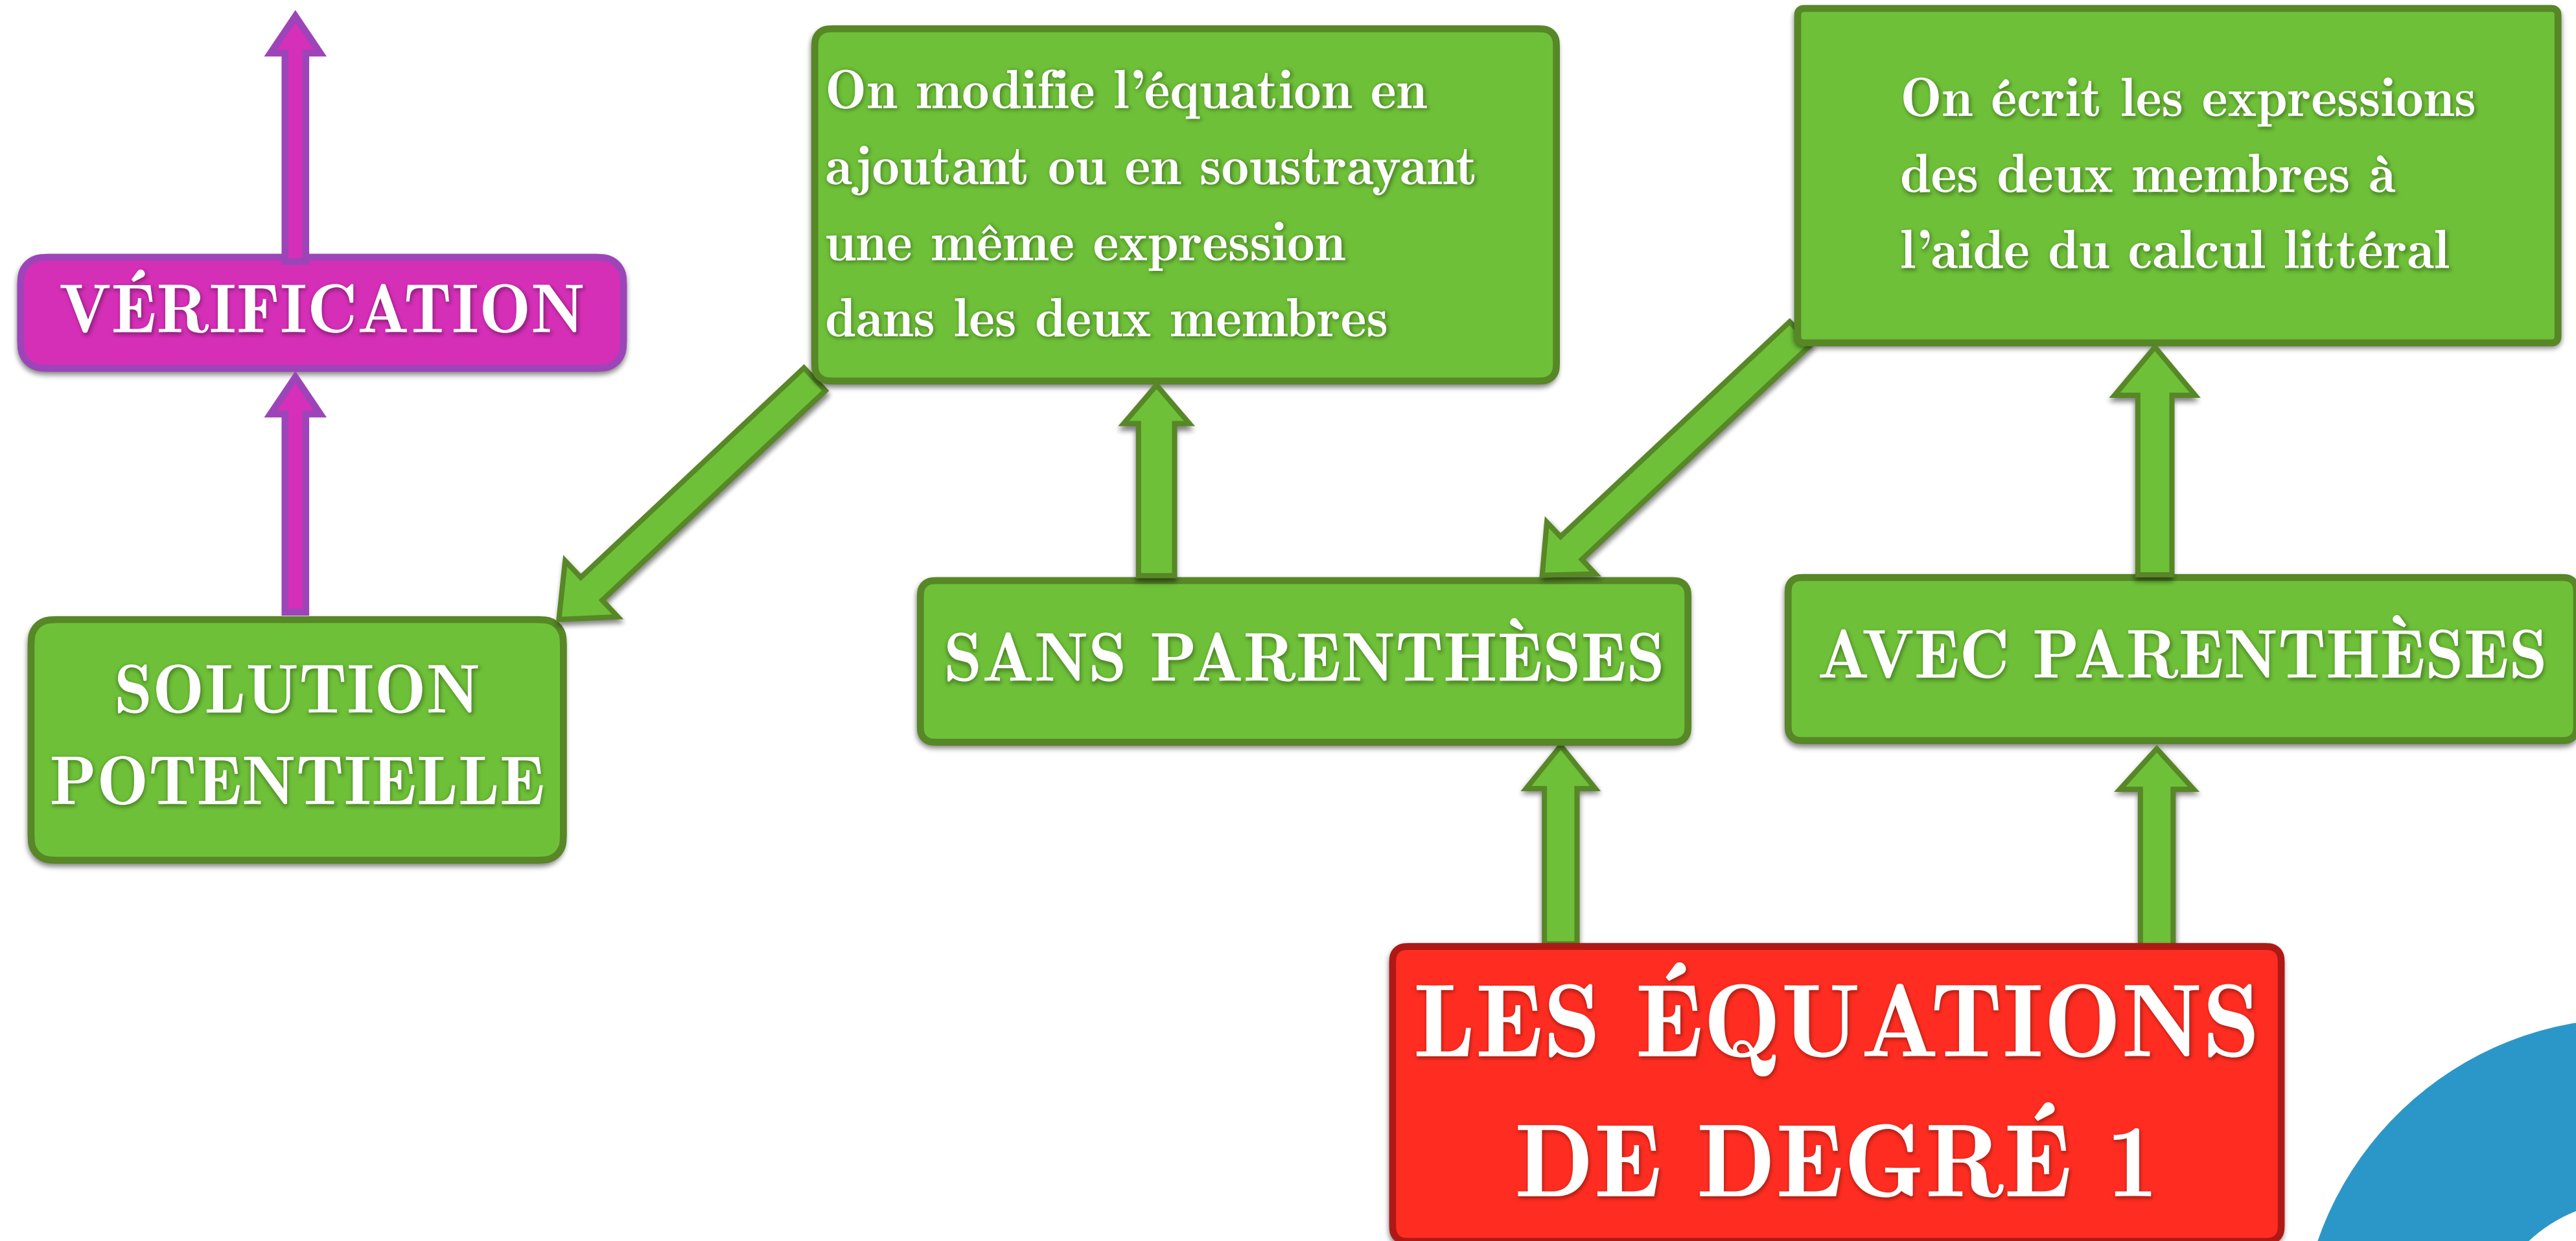 On modifie l'équation en
ajoutant ou en soustrayant
une même expression
dans les deux membres
On écrit les expressions
des deux membres à
l'aide du calcul littéral
VÉRIFICATION
SOLUTION
POTENTIELLE
SANS PARENTHÈSES
AVEC PARENTHÈSES
LES ÉQUATIONS
DE DEGRÉ 1